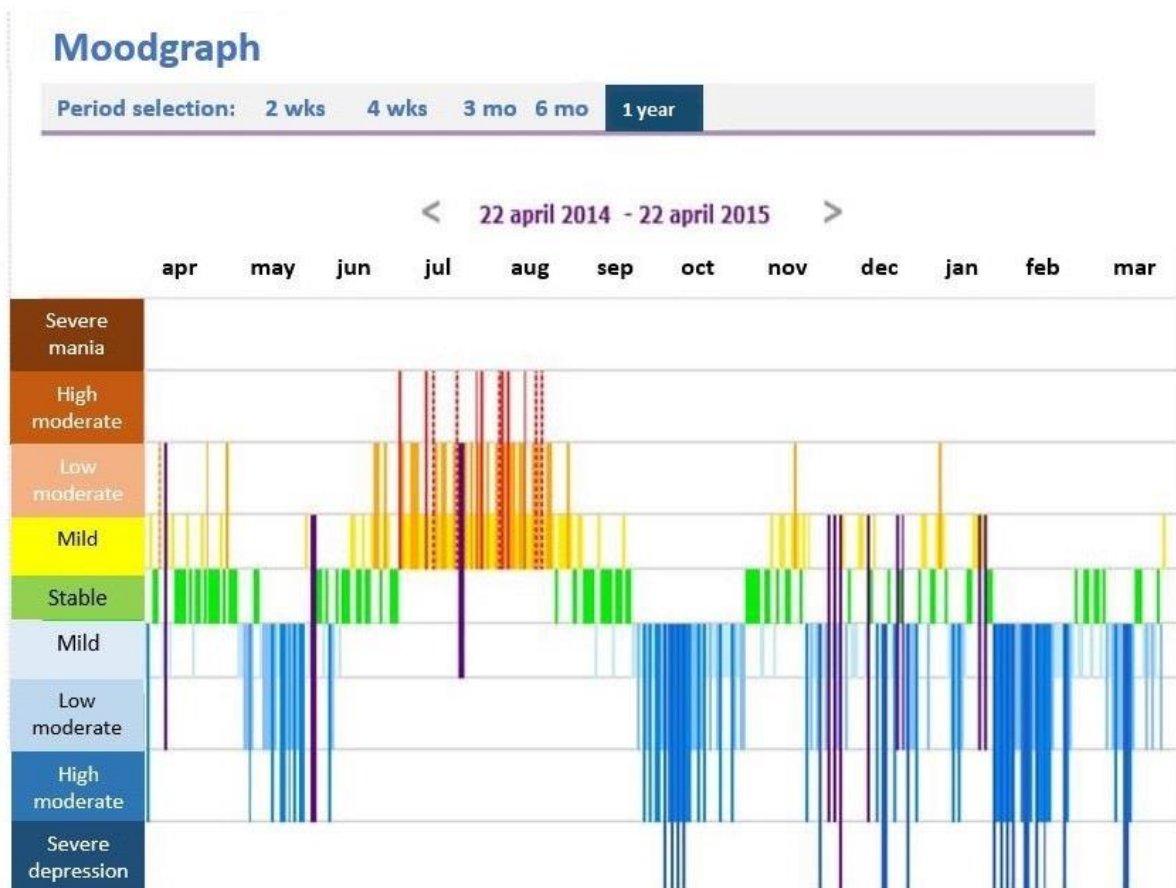 Moodgraph
Period selection: 2 wks 4 wks 3 mo 6 mo 1 year
< 22 april 2014 - 22 april 2015 >
apr may jun jul aug sep oct nov dec jan feb mar
Severe
mania
High
moderate
Low
moderate
Mild
Stable
Mild
Low
moderate
High
moderate
Severe
depression